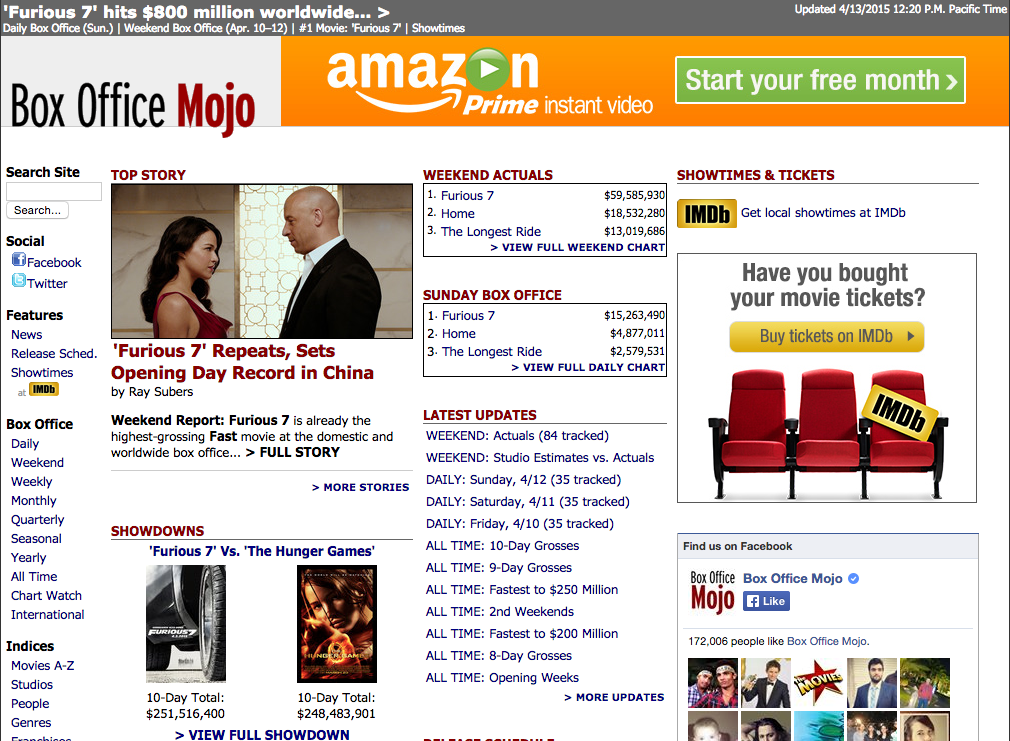 'Furious 7' hits $800 million worldwide... >
Updated 4/13/2015 12:20 P.M. Pacific Time
Daily Box Office (Sun.) | Weekend Box Office (Apr. 10–12) | #1 Movie: 'Furious 7' | Showtimes
Box Office Mojo
amazon
Prime instant video
Start your free month ›
Search Site
Search...
Social
Facebook
Twitter
Features
News
Release Sched.
Showtimes
at IMDb
Box Office
Daily
Weekend
Weekly
Monthly
Quarterly
Seasonal
Yearly
All Time
Chart Watch
International
Indices
Movies A-Z
Studios
People
Genres
Franchises
TOP STORY
'Furious 7' Repeats, Sets
Opening Day Record in China
by Ray Subers
Weekend Report: Furious 7 is already the
highest-grossing Fast movie at the domestic and
worldwide box office... > FULL STORY
> MORE STORIES
SHOWDOWNS
'Furious 7' Vs. 'The Hunger Games'
FURIOUS 7
THE HUNGER GAMES
10-Day Total:
$251,516,400
10-Day Total:
$248,483,901
> VIEW FULL SHOWDOWN
WEEKEND ACTUALS
1. Furious 7 $59,585,930
2. Home $18,532,280
3. The Longest Ride $13,019,686
> VIEW FULL WEEKEND CHART
SUNDAY BOX OFFICE
1. Furious 7 $15,263,490
2. Home $4,877,011
3. The Longest Ride $2,579,531
> VIEW FULL DAILY CHART
LATEST UPDATES
WEEKEND: Actuals (84 tracked)
WEEKEND: Studio Estimates vs. Actuals
DAILY: Sunday, 4/12 (35 tracked)
DAILY: Saturday, 4/11 (35 tracked)
DAILY: Friday, 4/10 (35 tracked)
ALL TIME: 10-Day Grosses
ALL TIME: 9-Day Grosses
ALL TIME: Fastest to $250 Million
ALL TIME: 2nd Weekends
ALL TIME: Fastest to $200 Million
ALL TIME: 8-Day Grosses
ALL TIME: Opening Weeks
> MORE UPDATES
RELEASE SCHEDULE
SHOWTIMES & TICKETS
IMDb Get local showtimes at IMDb
Have you bought
your movie tickets?
Buy tickets on IMDb
IMDb
Find us on Facebook
Box Office
Mojo
Box Office Mojo
Like
172,006 people like Box Office Mojo.
MOVIES